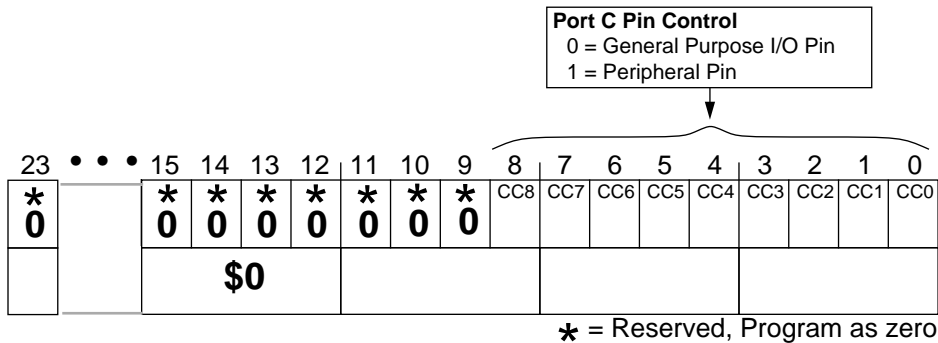 Port C Pin Control
0 = General Purpose I/O Pin
1 = Peripheral Pin
23 • • • 15 14 13 12 11 10 9 8 7 6 5 4 3 2 1 0
* * * * * * * * CC8 CC7 CC6 CC5 CC4 CC3 CC2 CC1 CC0
0 0 0 0 0 0 0 0
$0
* = Reserved, Program as zero